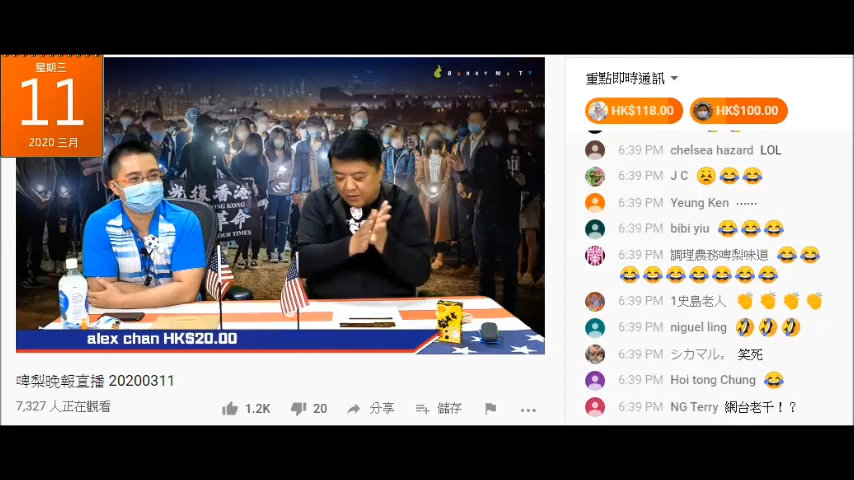 星期三
11
2020 三月
BARRY MA TT
光復香港
革命
alex chan HK$20.00
啤梨晚報直播 20200311
7,327 人正在觀看
1.2K
20
分享
儲存
重點即時通訊
HK$118.00
HK$100.00
6:39 PM chelsea hazard LOL
6:39 PM J C 😣😂😂
6:39 PM Yeung Ken ⋯⋯
6:39 PM bibi yiu 😂😂😂
6:39 PM 調理農務啤梨味道 😂😂
😂😂😂😂😂😂😂
6:39 PM 1史島老人 👏👏👏👏
6:39 PM niguel ling 🤣🤣🤣
6:39 PM シカマル。 笑死
6:39 PM Hoi tong Chung 😂
6:39 PM NG Terry 網台老千！？